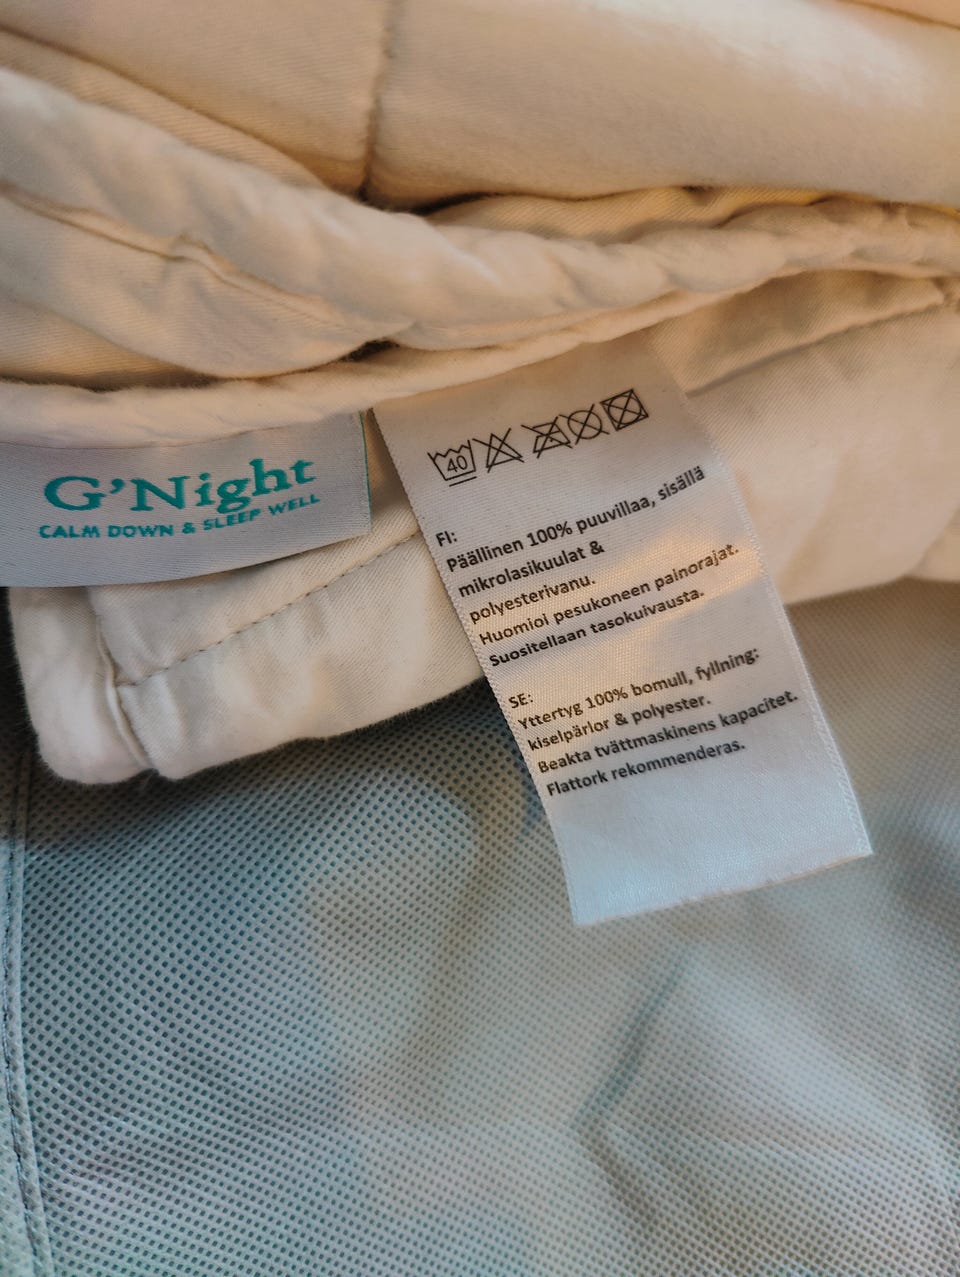 G'Night
CALM DOWN & SLEEP WELL
40
FI:
Päällinen 100% puuvillaa, sisällä
mikrolasikuulat &
polyesterivanu.
Huomioi pesukoneen painorajat.
Suositellaan tasokuivausta.
SE:
Yttertyg 100% bomull, fyllning:
kiselpärlor & polyester.
Beakta tvättmaskinens kapacitet.
Flattork rekommenderas.